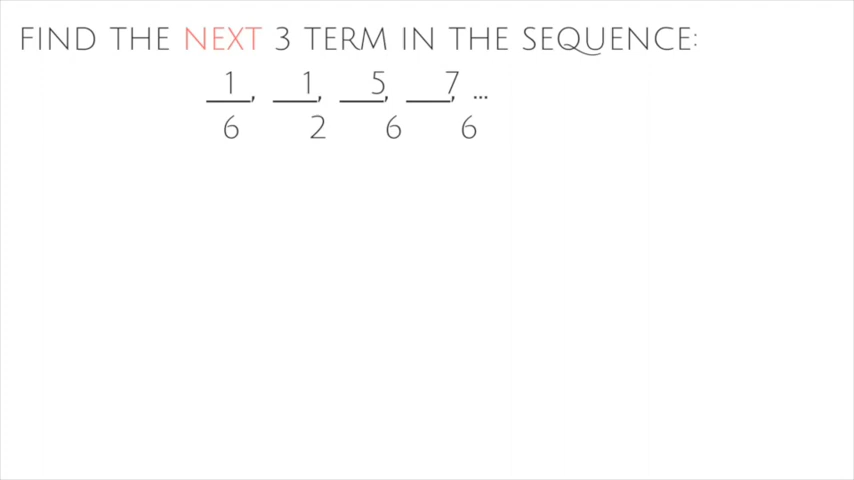 FIND THE NEXT 3 TERM IN THE SEQUENCE:
1, 1, 5, 7, ...
6 2 6 6